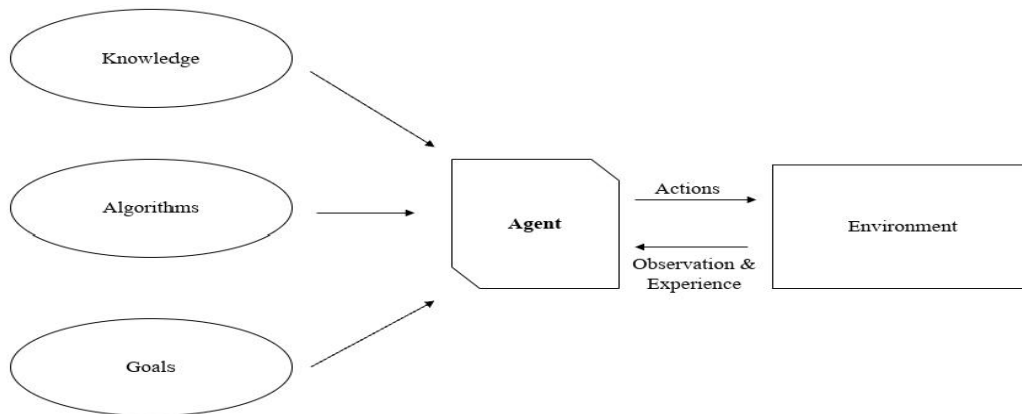 Knowledge
Algorithms
Goals
Agent
Actions
Observation &
Experience
Environment